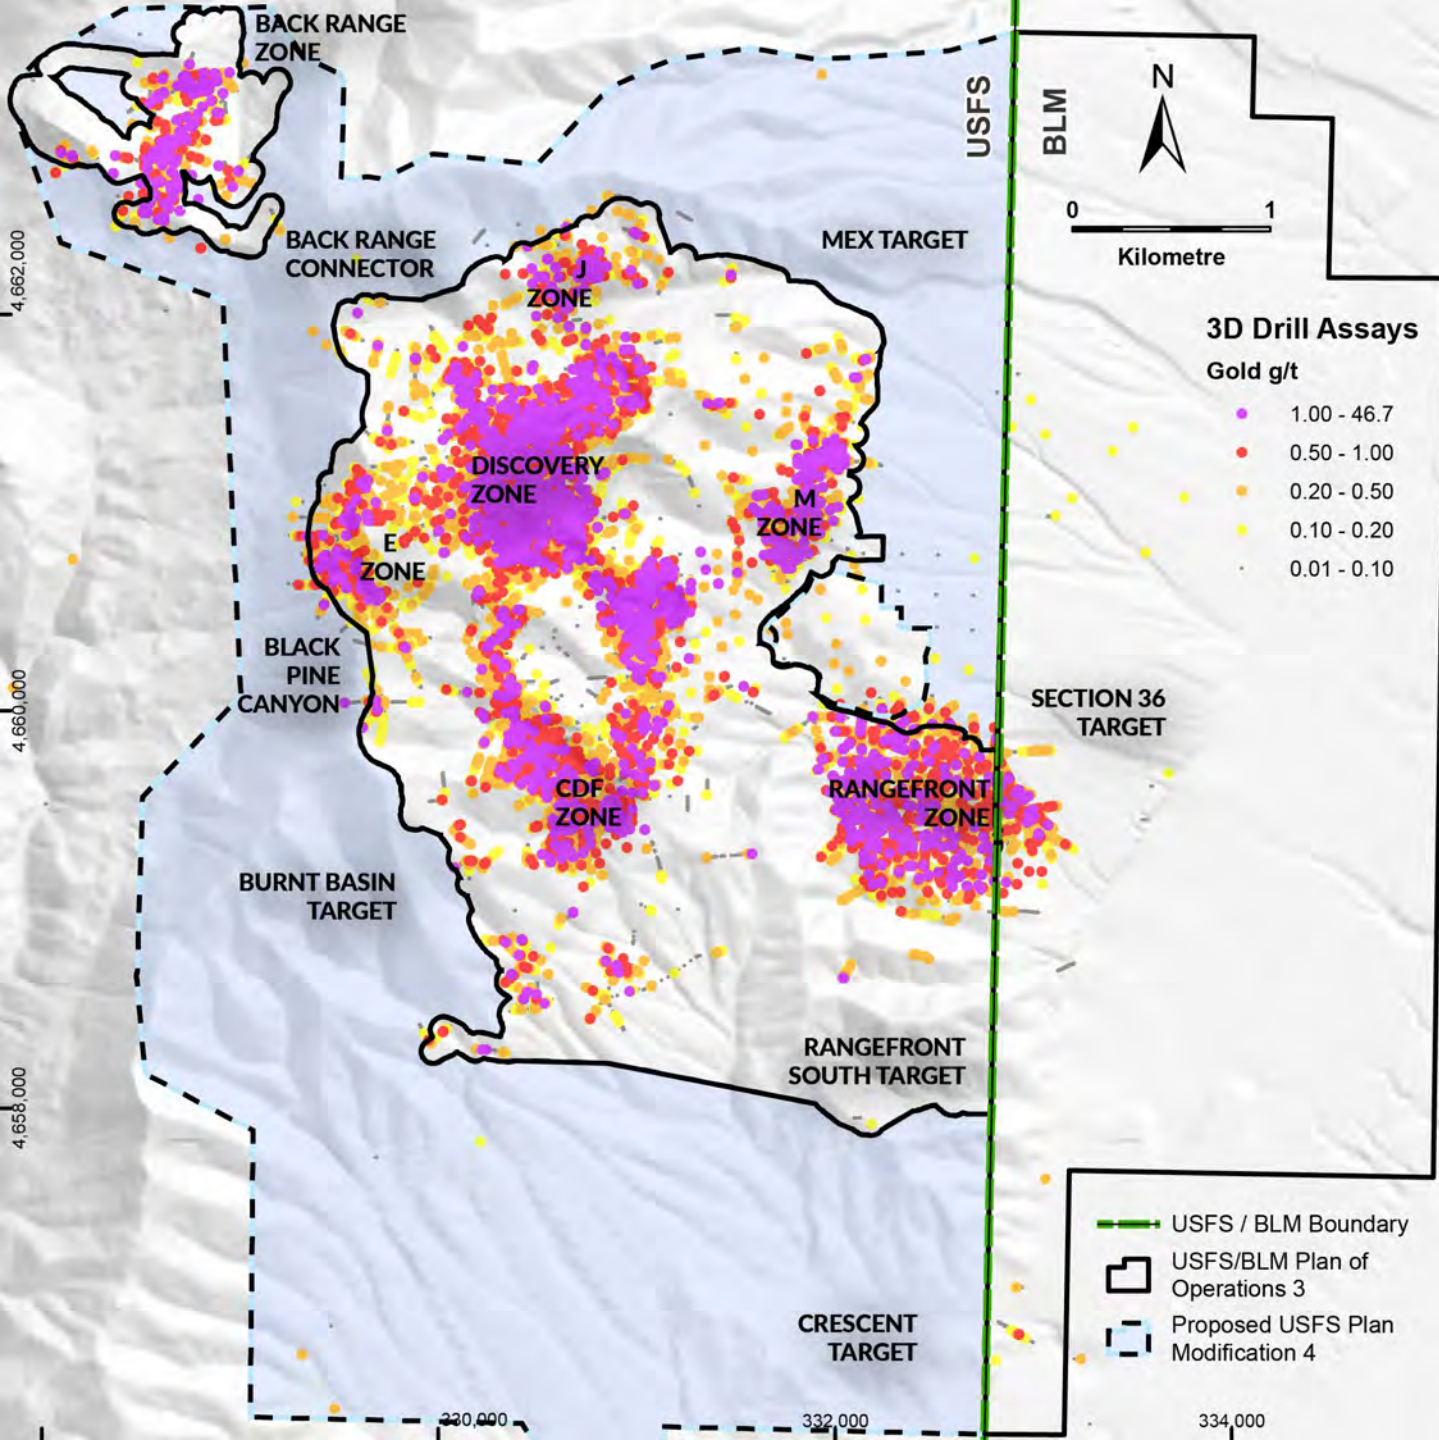 BACK RANGE
ZONE
USFS
BLM
N
0 1
Kilometre
BACK RANGE
CONNECTOR
MEX TARGET
4,662,000
J
ZONE
3D Drill Assays
Gold g/t
1.00 - 46.7
0.50 - 1.00
0.20 - 0.50
0.10 - 0.20
0.01 - 0.10
DISCOVERY
ZONE
M
ZONE
E
ZONE
BLACK
PINE
CANYON
4,660,000
SECTION 36
TARGET
CDF
ZONE
RANGEFRONT
ZONE
BURNT BASIN
TARGET
RANGEFRONT
SOUTH TARGET
4,658,000
USFS / BLM Boundary
USFS/BLM Plan of
Operations 3
Proposed USFS Plan
Modification 4
CRESCENT
TARGET
330,000
332,000
334,000